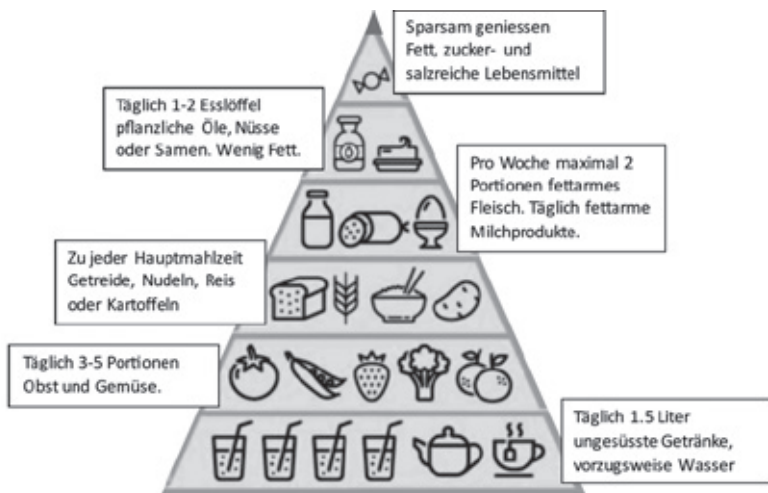 Sparsam geniessen
Fett, zucker- und
salzreiche Lebensmittel
Täglich 1-2 Esslöffel
pflanzliche Öle, Nüsse
oder Samen. Wenig Fett.
Pro Woche maximal 2
Portionen fettarmes
Fleisch. Täglich fettarme
Milchprodukte.
Zu jeder Hauptmahlzeit
Getreide, Nudeln, Reis
oder Kartoffeln
Täglich 3-5 Portionen
Obst und Gemüse.
Täglich 1.5 Liter
ungesüsste Getränke,
vorzugsweise Wasser